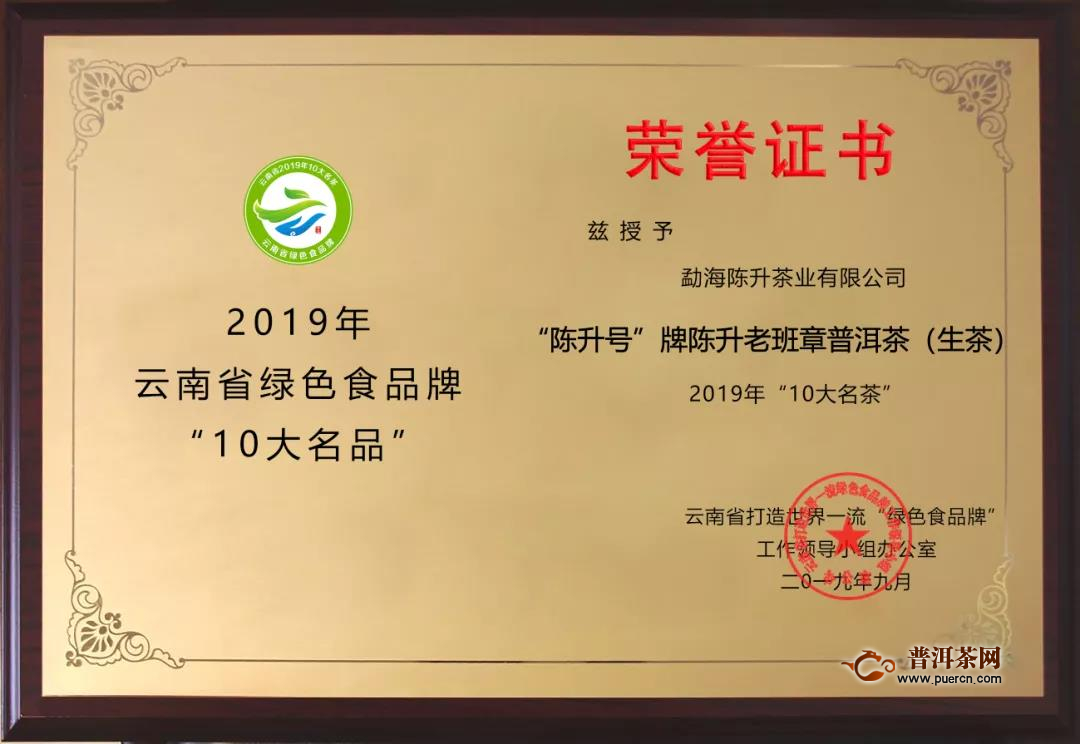 云南省2019年10大名茶
云南省绿色食品牌
2019年
云南省绿色食品牌
“10大名品”
荣誉证书
兹授予
勐海陈升茶业有限公司
“陈升号”牌陈升老班章普洱茶（生茶）
2019年“10大名茶”
云南省打造世界一流“绿色食品牌”
工作领导小组办公室
二0一九年九月
普洱茶网
www.puercn.com